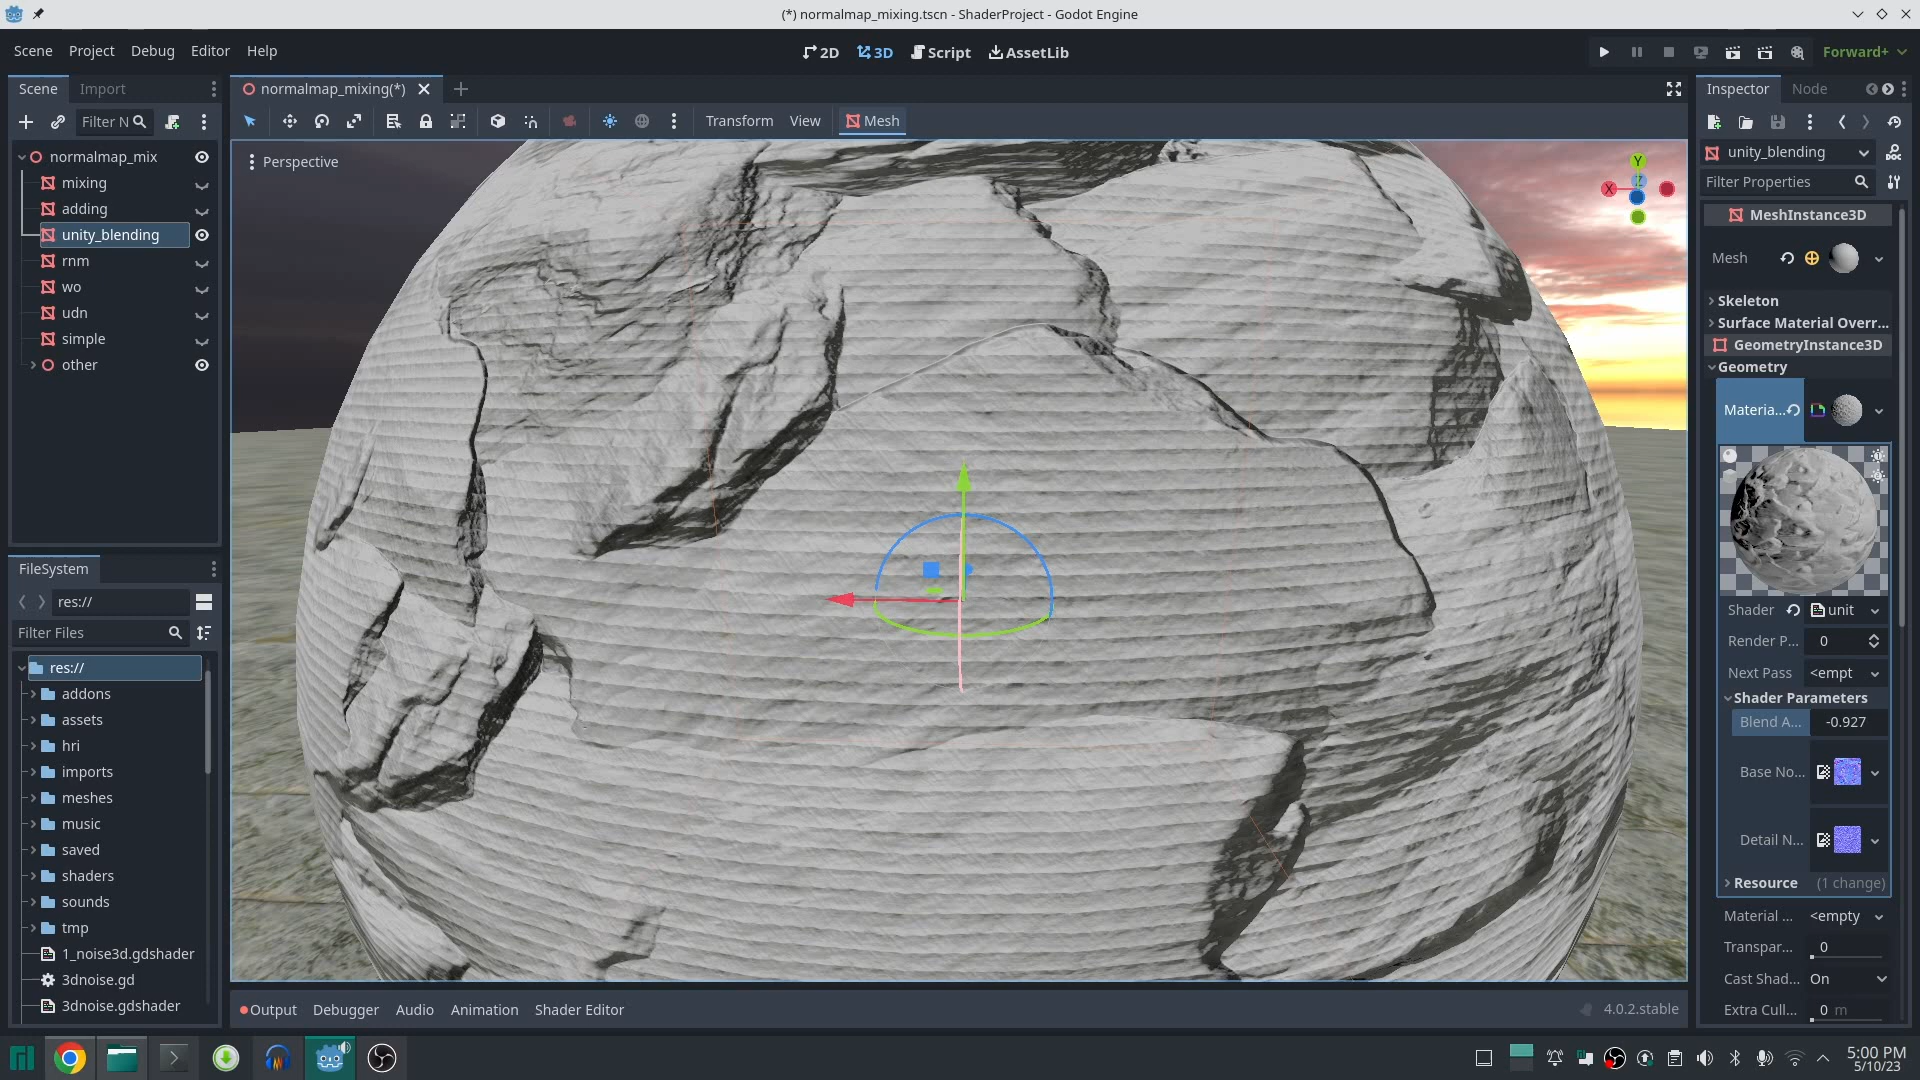 (*) normalmap_mixing.tscn - ShaderProject - Godot Engine
Scene Project Debug Editor Help
2D 3D Script AssetLib
Forward+
Scene Import
normalmap_mixing(*)
Inspector Node
Filter N
Transform View Mesh
Perspective
normalmap_mix
mixing
adding
unity_blending
rnm
wo
udn
simple
other
Y
X
Z
FileSystem
res://
Filter Files
res://
addons
assets
hri
imports
meshes
music
saved
shaders
sounds
tmp
1_noise3d.gdshader
3dnoise.gd
3dnoise.gdshader
unity_blending
Filter Properties
MeshInstance3D
Mesh
Skeleton
Surface Material Overr...
GeometryInstance3D
Geometry
Materia...
Shader unit
Render P... 0
Next Pass <empt
Shader Parameters
Blend A... -0.927
Base No...
Detail N...
Resource (1 change)
Material ... <empty
Transpar... 0
Cast Shad... On
Extra Cull... 0 m
Output Debugger Audio Animation Shader Editor
4.0.2.stable
5:00 PM
5/10/23